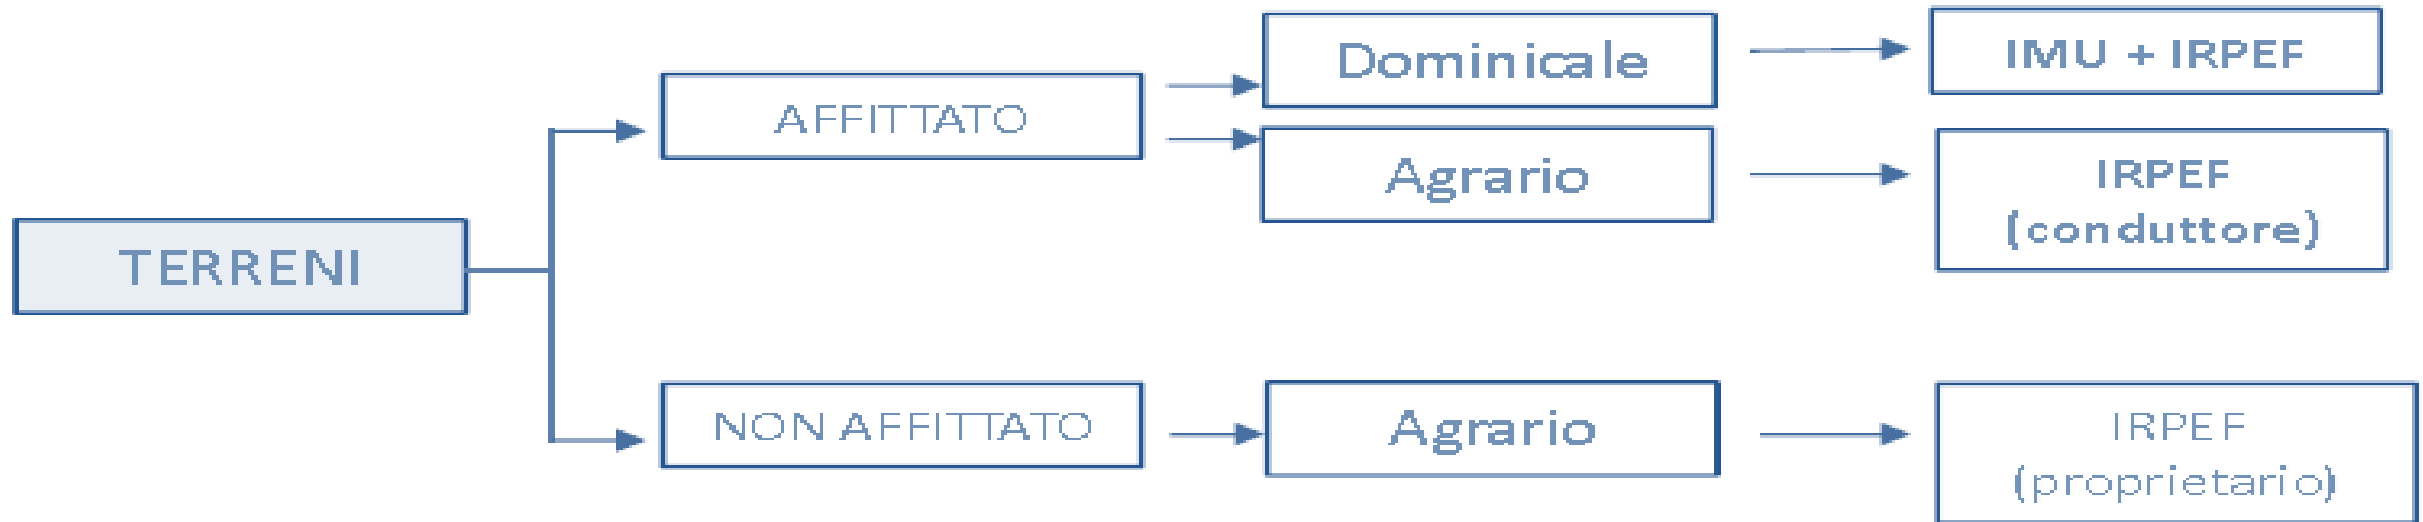 TERRENI
AFFITTATO
Dominicale
IMU + IRPEF
Agrario
IRPEF
(conduttore)
NON AFFITTATO
Agrario
IRPEF
(proprietario)